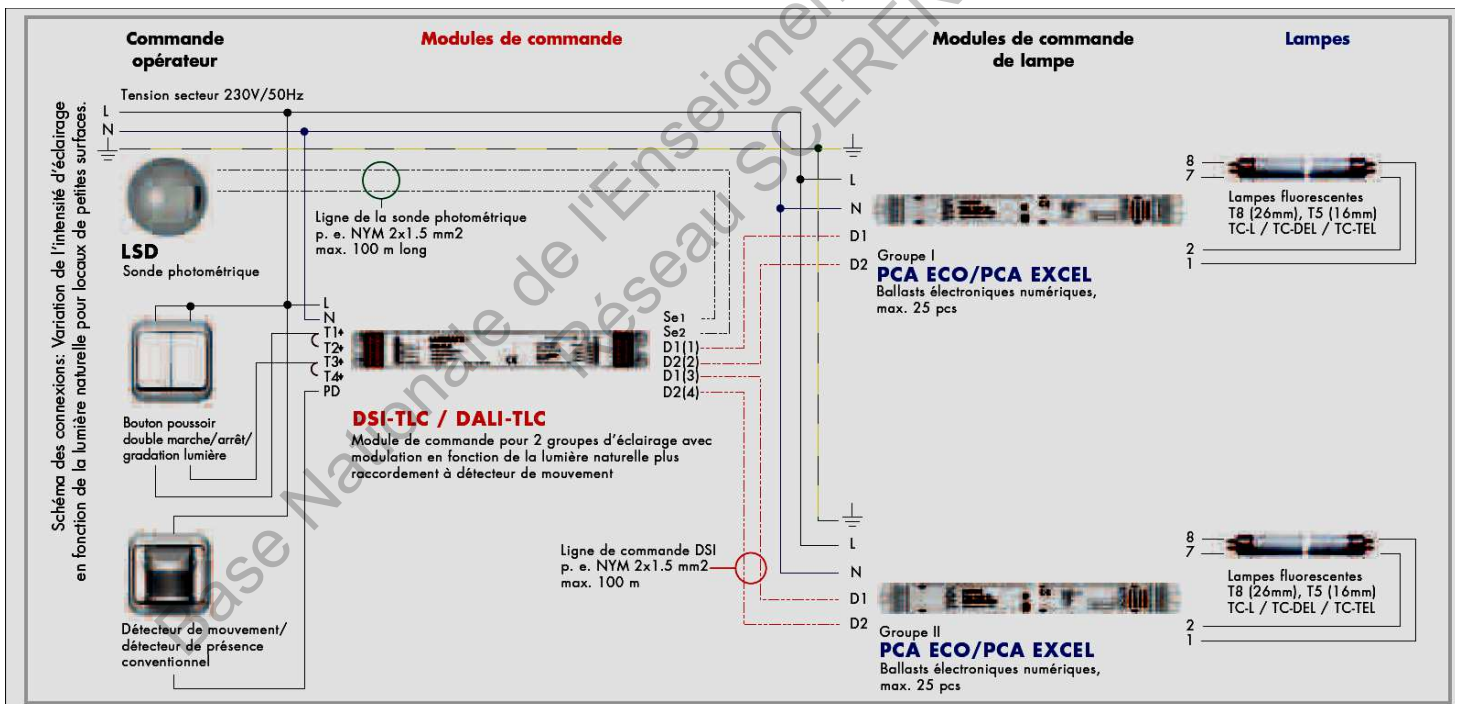 Commande
opérateur
Modules de commande
Modules de commande
de lampe
Lampes
Schéma des connexions: Variation de l'intensité d'éclairage
en fonction de la lumière naturelle pour locaux de petites surfaces.
Tension secteur 230V/50Hz
L
N
LSD
Sonde photométrique
Ligne de la sonde photométrique
p. e. NYM 2x1.5 mm2
max. 100 m long
Bouton poussoir
double marche/arrêt/
gradation lumière
Détecteur de mouvement/
détecteur de présence
conventionnel
L
N
T1
T2
T3
T4
PD
Se1
Se2
D1(1)
D2(2)
D1(3)
D2(4)
DSI-TLC / DALI-TLC
Module de commande pour 2 groupes d'éclairage avec
modulation en fonction de la lumière naturelle plus
raccordement à détecteur de mouvement
Ligne de commande DSI
p. e. NYM 2x1.5 mm2
max. 100 m
L
N
D1
D2
Groupe I
PCA ECO/PCA EXCEL
Ballasts électroniques numériques,
max. 25 pcs
8
7
Lampes fluorescentes
T8 (26mm), T5 (16mm)
TC-L / TC-DEL / TC-TEL
2
1
L
N
D1
D2
Groupe II
PCA ECO/PCA EXCEL
Ballasts électroniques numériques,
max. 25 pcs
8
7
Lampes fluorescentes
T8 (26mm), T5 (16mm)
TC-L / TC-DEL / TC-TEL
2
1
Base Nationale de l'Enseignem
Réseau SCEREN